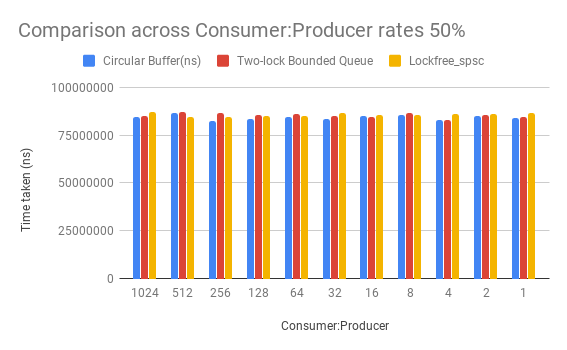 Comparison across Consumer:Producer rates 50%
Circular Buffer(ns) Two-lock Bounded Queue Lockfree_spsc
100000000
75000000
50000000
25000000
0
Time taken (ns)
1024 512 256 128 64 32 16 8 4 2 1
Consumer:Producer